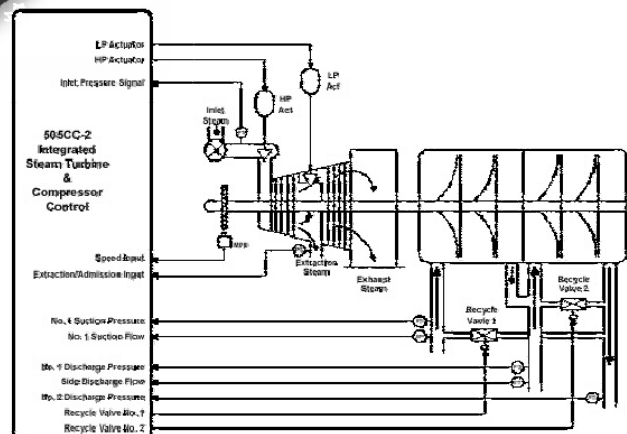 LP Actuator
HP Actuator
Inlet Pressure Signal
505CC-2
Integrated
Steam Turbine
&
Compressor
Control
Speed Input
Extraction/Admission Input
No. 1 Suction Pressure
No. 1 Suction Flow
No. 1 Discharge Pressure
Side Discharge Flow
No. 2 Discharge Pressure
Recycle Valve No. 1
Recycle Valve No. 2
Inlet
Steam
HP
Act
LP
Act
MPU
Extraction
Steam
Exhaust
Steam
Recycle
Valve 1
Recycle
Valve 2